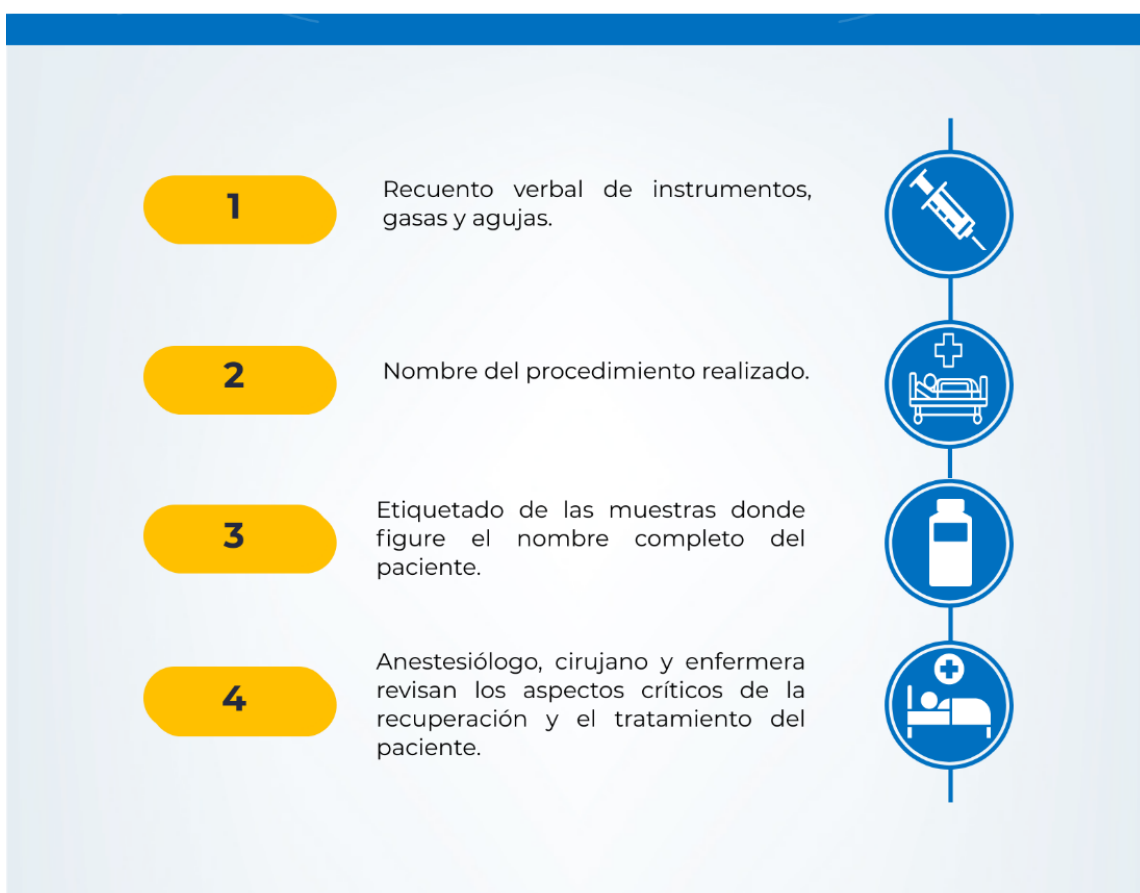 1
Recuento verbal de instrumentos,
gasas y agujas.
2
Nombre del procedimiento realizado.
3
Etiquetado de las muestras donde
figure el nombre completo del
paciente.
4
Anestesiólogo, cirujano y enfermera
revisan los aspectos críticos de la
recuperación y el tratamiento del
paciente.